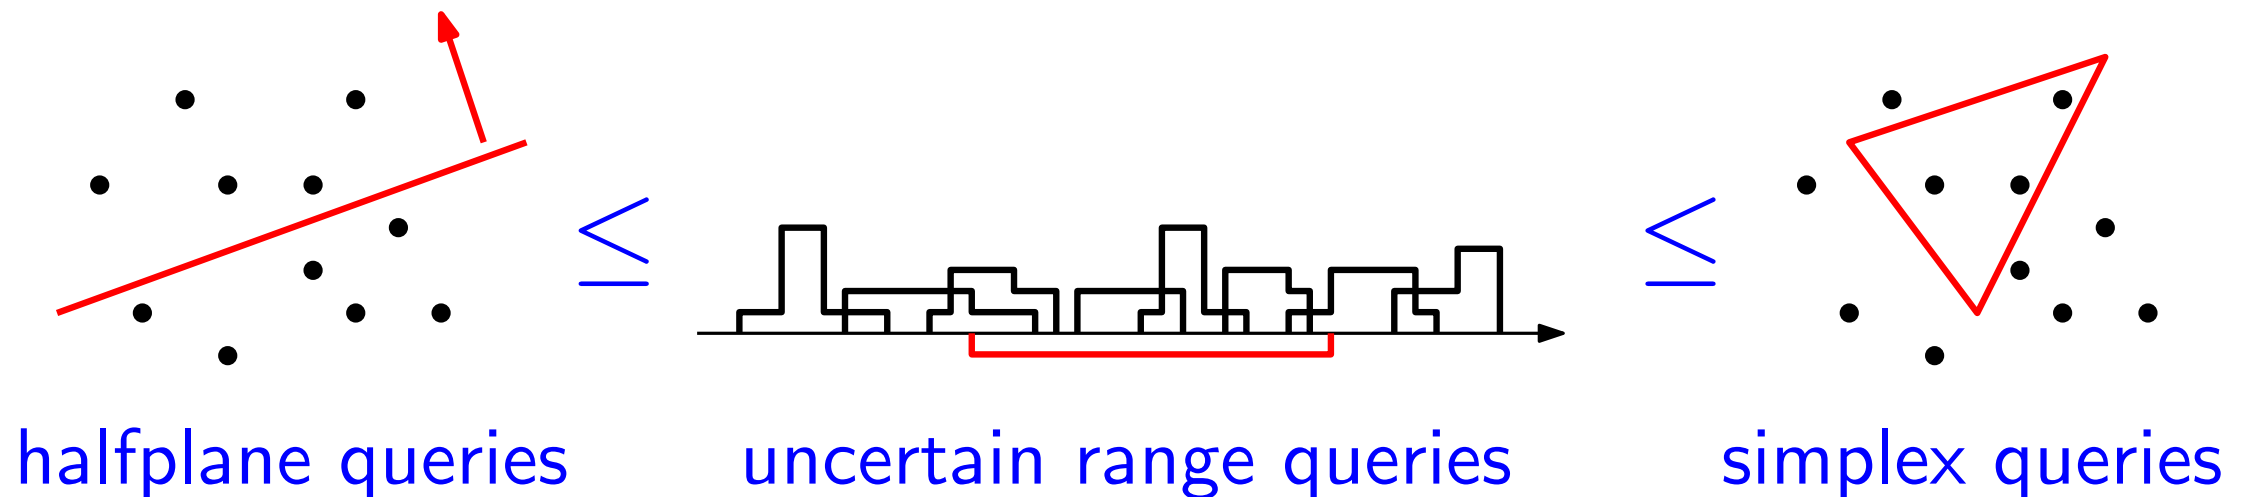 ≤ ≤
halfplane queries uncertain range queries simplex queries